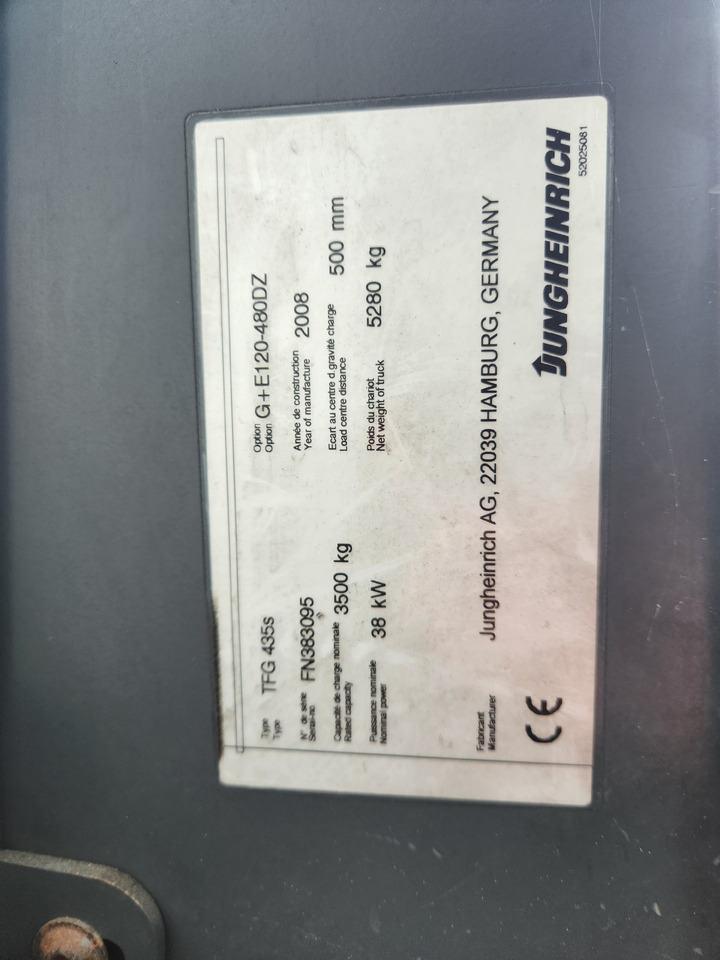 Type
Type TFG 435s
Option
Option G+E120-480DZ
N° de série
Serial-no. FN383095
Année de construction
Year of manufacture 2008
Capacité de charge nominale
Rated capacity 3500 kg
Ecart au centre d.gravité charge
Load centre distance 500 mm
Puissance nominale
Nominal power 38 kW
Poids du chariot
Net weight of truck 5280 kg
Fabricant
Manufacturer Jungheinrich AG, 22039 HAMBURG, GERMANY
CE
JUNGHEINRICH
52025081